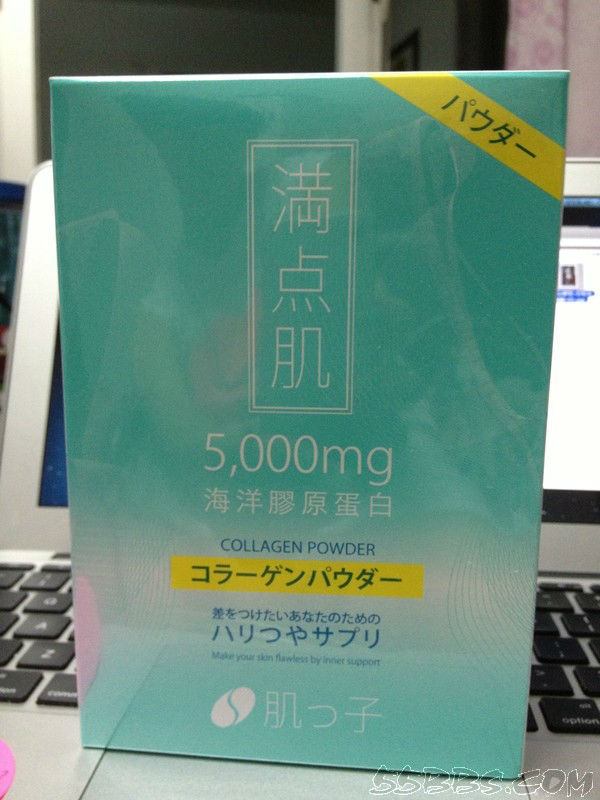 パウダー
満点肌
5,000mg
海洋膠原蛋白
COLLAGEN POWDER
コラーゲンパウダー
差をつけたいあなたのための
ハリつやサプリ
Make your skin flawless by inner support
肌っ子
command
option
55BBS.COM